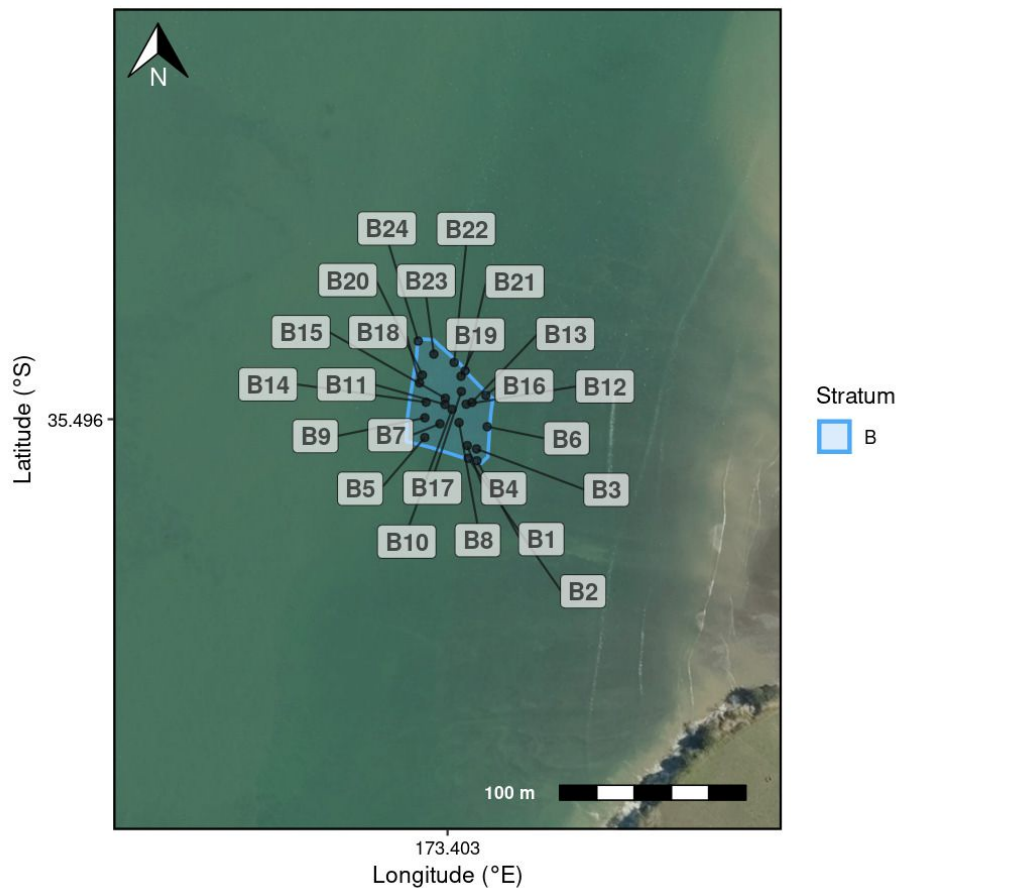 N
B24 B22
B20 B23 B21
B15 B18 B19 B13
B14 B11 B16 B12
B9 B7 B6
B5 B17 B4 B3
B10 B8 B1
B2
35.496
Latitude (°S)
100 m
173.403
Longitude (°E)
Stratum
B